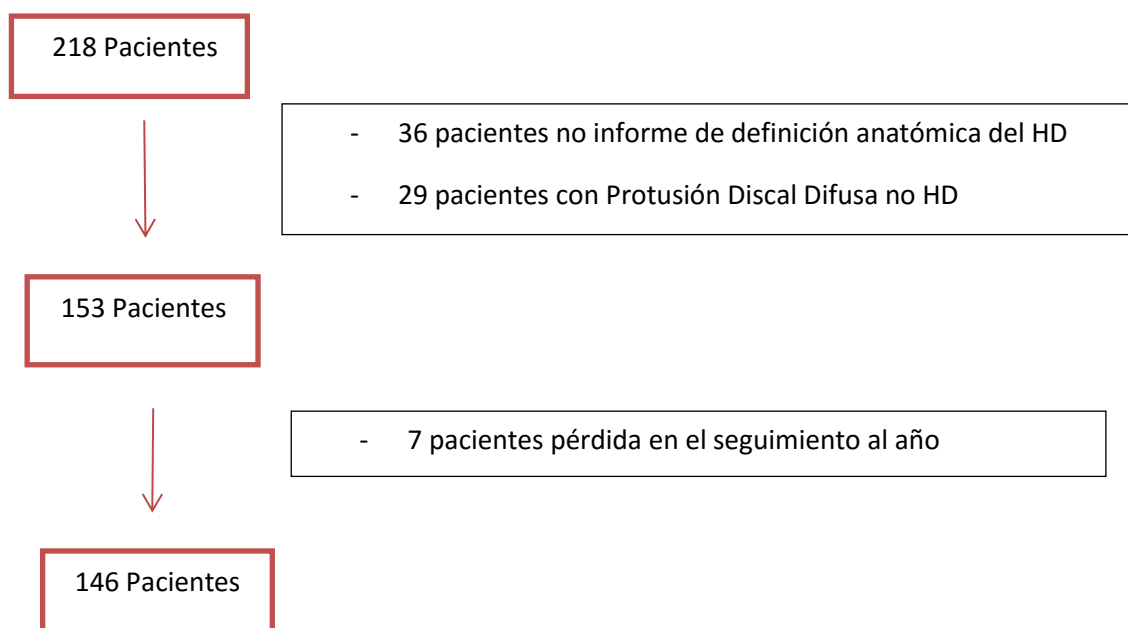 218 Pacientes
- 36 pacientes no informe de definición anatómica del HD
- 29 pacientes con Protusión Discal Difusa no HD
153 Pacientes
- 7 pacientes pérdida en el seguimiento al año
146 Pacientes